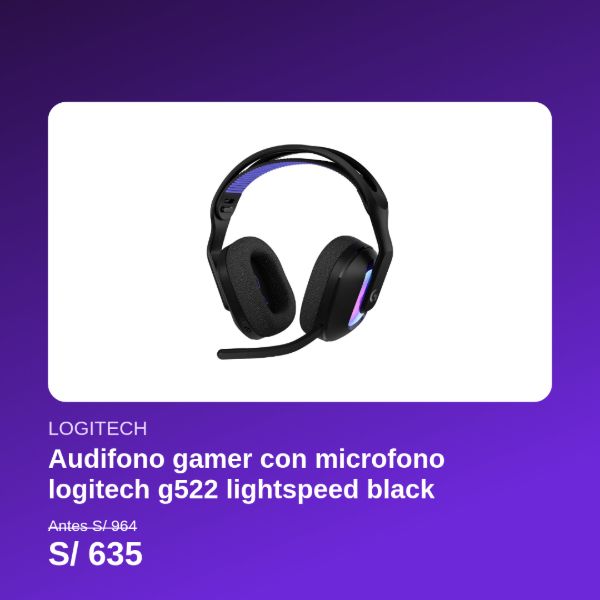 LOGITECH
Audifono gamer con microfono
logitech g522 lightspeed black
Antes S/ 964
S/ 635